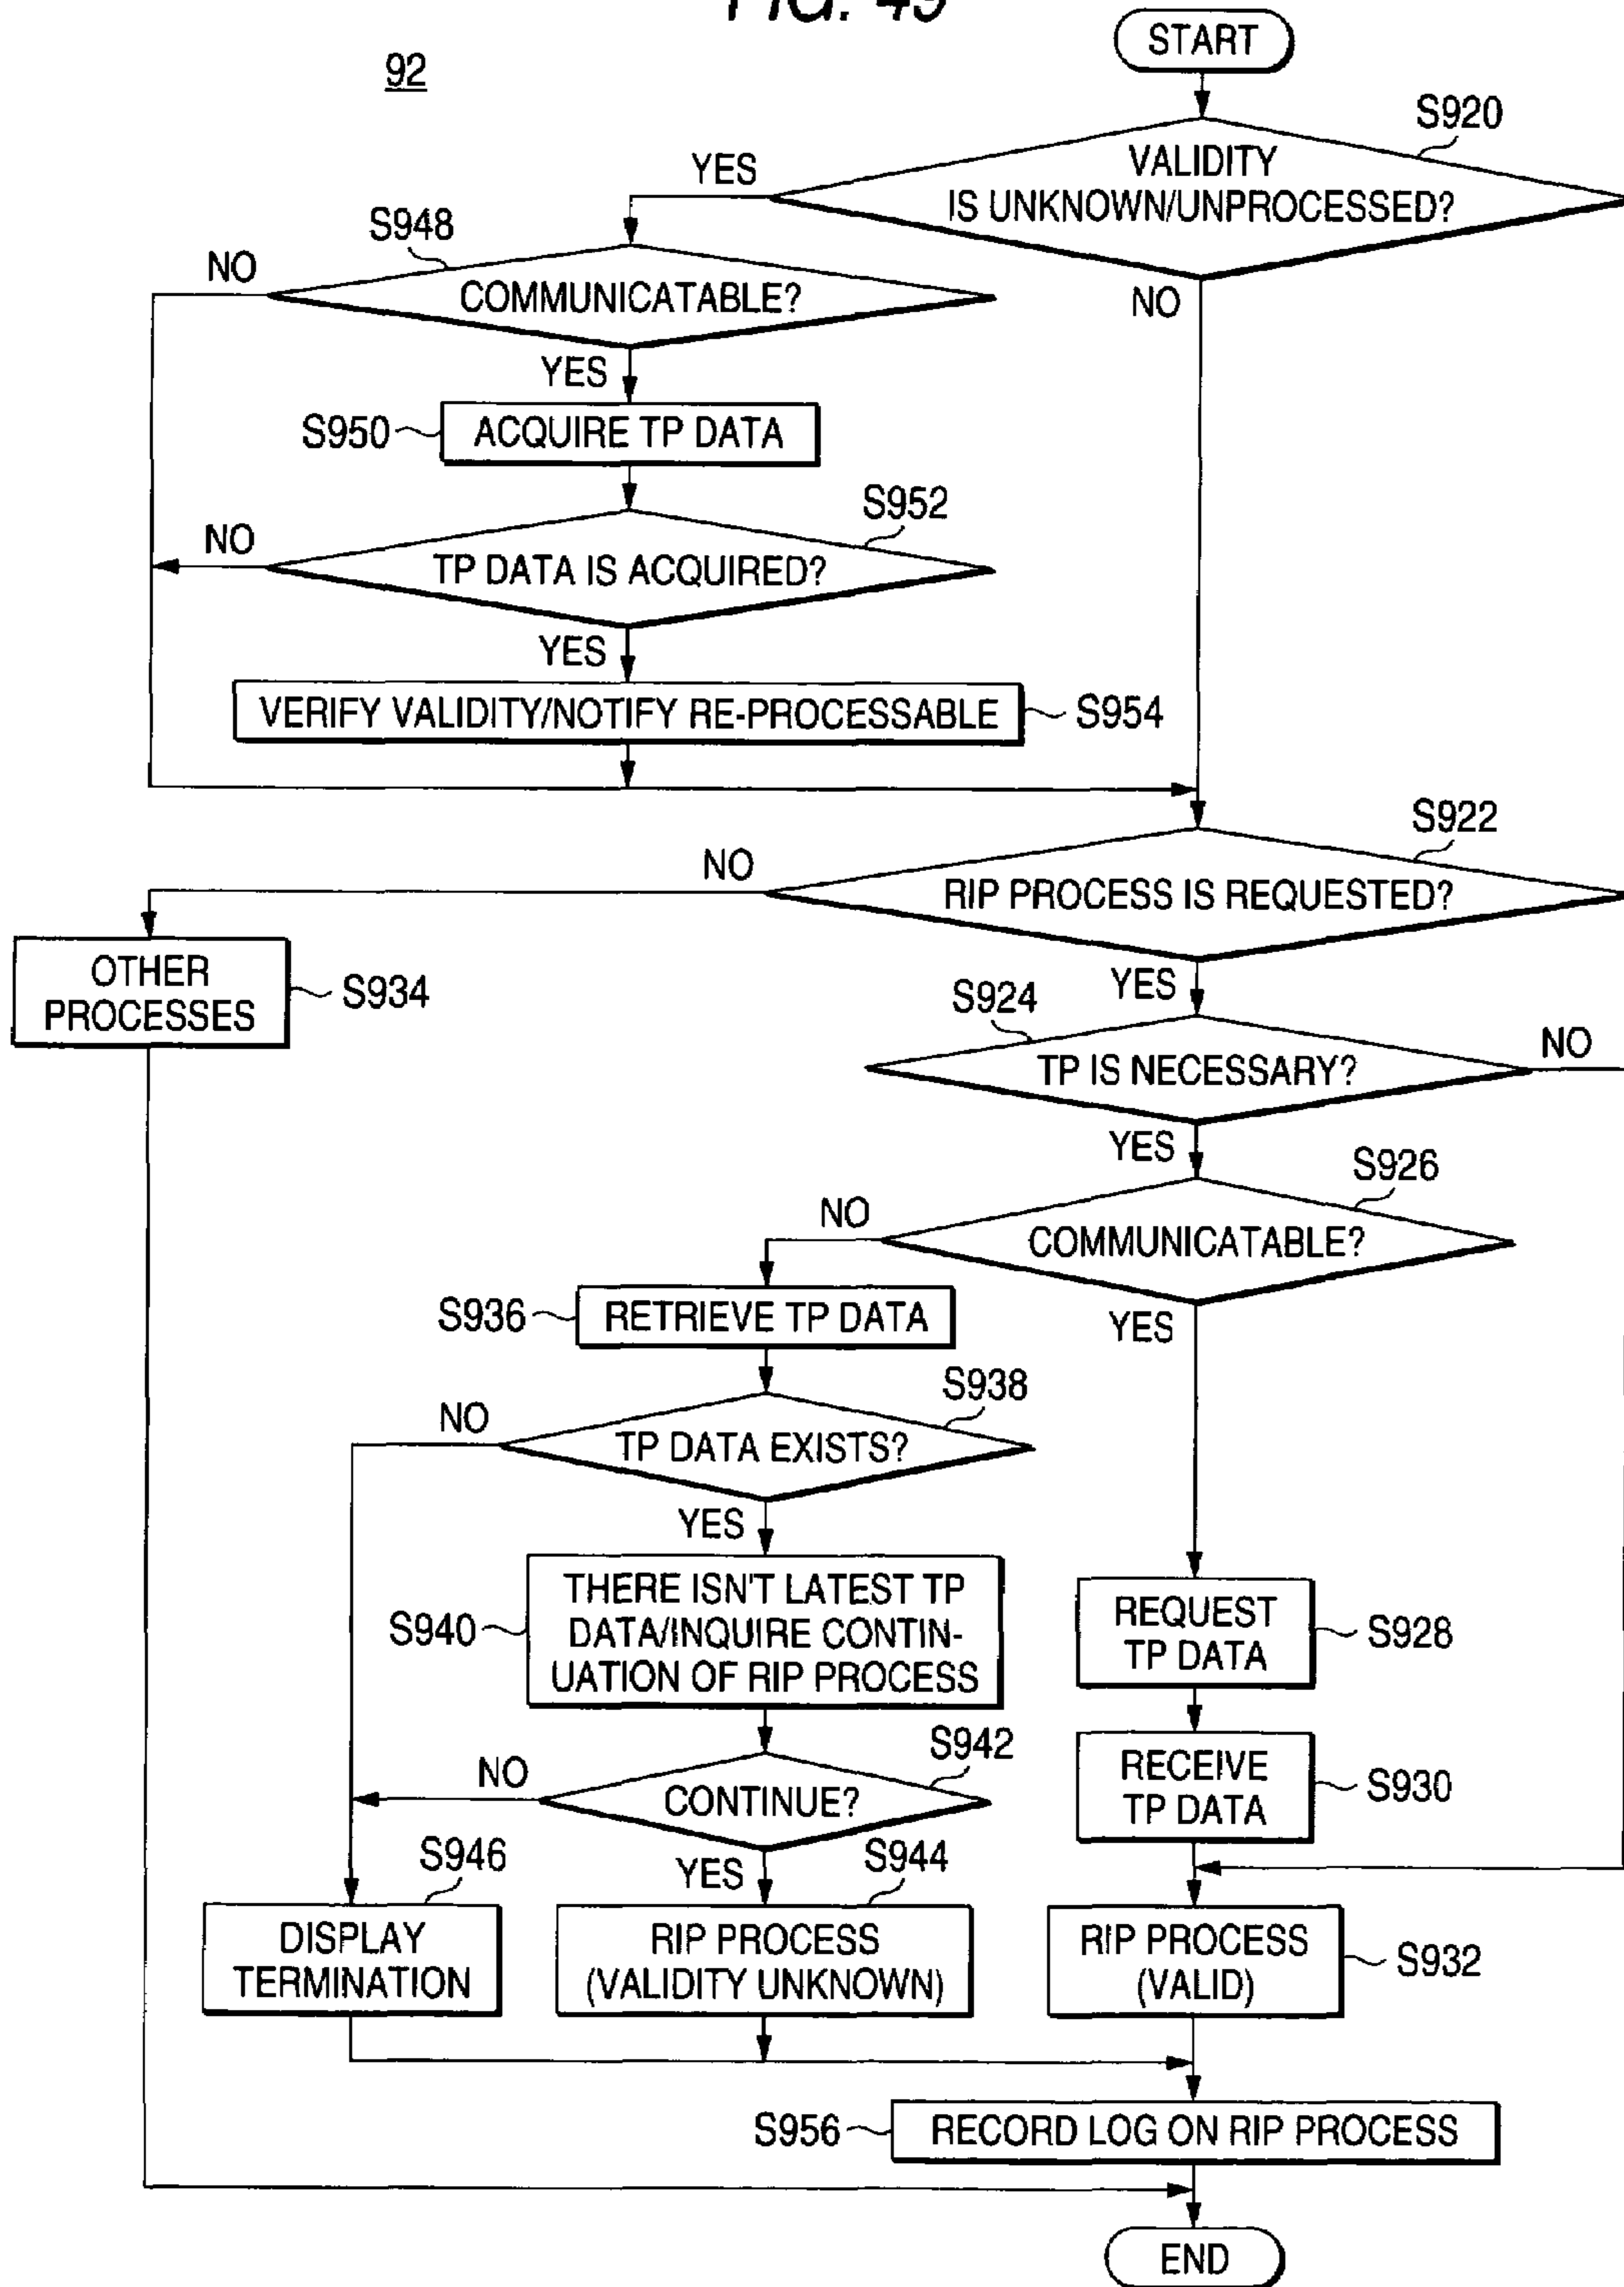 FIG. 49
92
START
S920
VALIDITY
IS UNKNOWN/UNPROCESSED?
YES
NO
S948
NO
COMMUNICATABLE?
YES
S950
ACQUIRE TP DATA
S952
NO
TP DATA IS ACQUIRED?
YES
VERIFY VALIDITY/NOTIFY RE-PROCESSABLE
S954
S922
NO
RIP PROCESS IS REQUESTED?
YES
OTHER
PROCESSES
S934
S924
NO
TP IS NECESSARY?
YES
S926
NO
COMMUNICATABLE?
YES
S936
RETRIEVE TP DATA
S938
NO
TP DATA EXISTS?
YES
S940
THERE ISN'T LATEST TP
DATA/INQUIRE CONTIN-
UATION OF RIP PROCESS
REQUEST
TP DATA
S928
S942
NO
CONTINUE?
YES
RECEIVE
TP DATA
S930
S946
DISPLAY
TERMINATION
S944
RIP PROCESS
(VALIDITY UNKNOWN)
RIP PROCESS
(VALID)
S932
S956
RECORD LOG ON RIP PROCESS
END